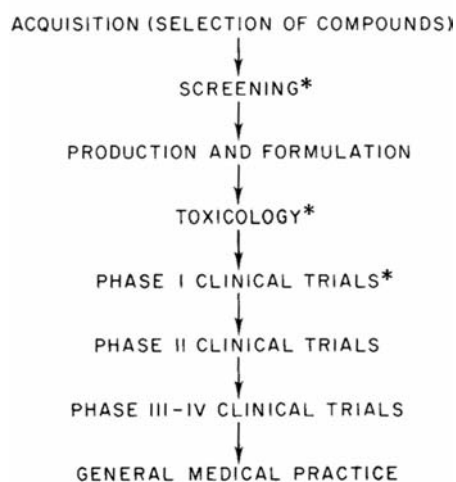 ACQUISITION (SELECTION OF COMPOUNDS)
SCREENING*
PRODUCTION AND FORMULATION
TOXICOLOGY*
PHASE I CLINICAL TRIALS*
PHASE II CLINICAL TRIALS
PHASE III-IV CLINICAL TRIALS
GENERAL MEDICAL PRACTICE